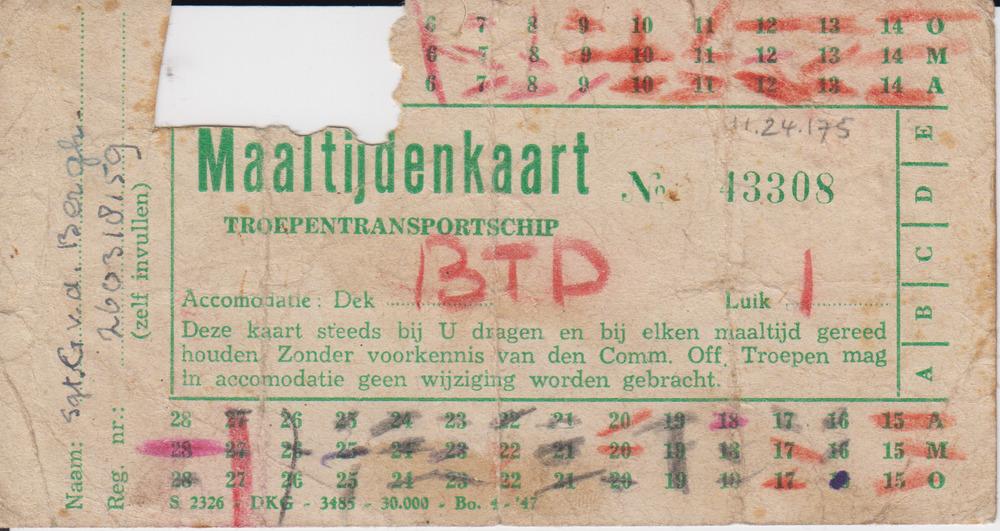 6 7 8 9 10 11 12 13 14 O
6 7 8 9 10 11 12 13 14 M
6 7 8 9 10 11 12 13 14 A
11.24.175
Maaltijdenkaart No. 43308
TROEPENTRANSPORTSCHIP
BTD 1
Accomodatie: Dek Luik
Deze kaart steeds bij U dragen en bij elken maaltijd gereed
houden. Zonder voorkennis van den Comm. Off. Troepen mag
in accomodatie geen wijziging worden gebracht.
A B C D E
28 27 26 25 24 23 22 21 20 19 18 17 16 15 A
28 27 26 25 24 23 22 21 20 19 18 17 16 15 M
28 27 26 25 24 23 22 21 20 19 18 17 15 O
S 2326 - DKG - 3485 - 30.000 - Bo. 4 - '47
Naam: Sgt. G. v.d. Bergh
Reg. nr.: 260318159
(zelf invullen)